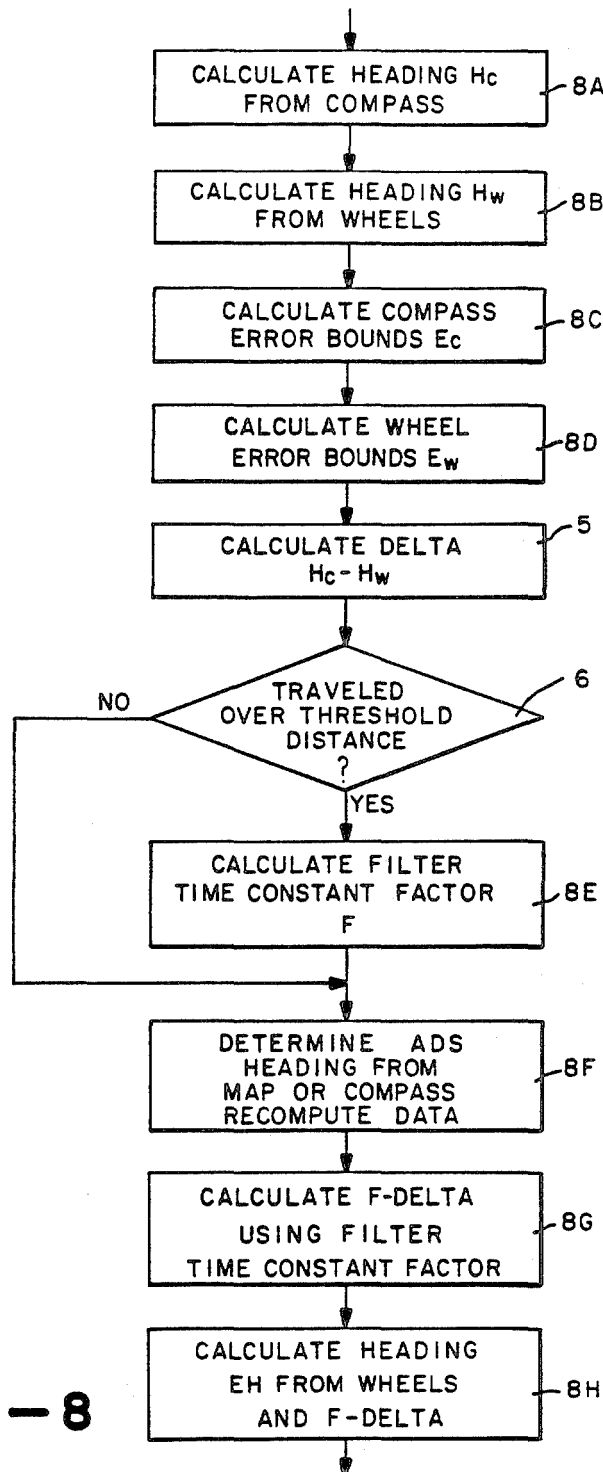 CALCULATE HEADING Hc
FROM COMPASS
8A
CALCULATE HEADING Hw
FROM WHEELS
8B
CALCULATE COMPASS
ERROR BOUNDS Ec
8C
CALCULATE WHEEL
ERROR BOUNDS Ew
8D
CALCULATE DELTA
Hc-Hw
5
TRAVELED
OVER THRESHOLD
DISTANCE
?
6
NO
YES
CALCULATE FILTER
TIME CONSTANT FACTOR
F
8E
DETERMINE ADS
HEADING FROM
MAP OR COMPASS
RECOMPUTE DATA
8F
CALCULATE F-DELTA
USING FILTER
TIME CONSTANT FACTOR
8G
CALCULATE HEADING
EH FROM WHEELS
AND F-DELTA
8H
-8